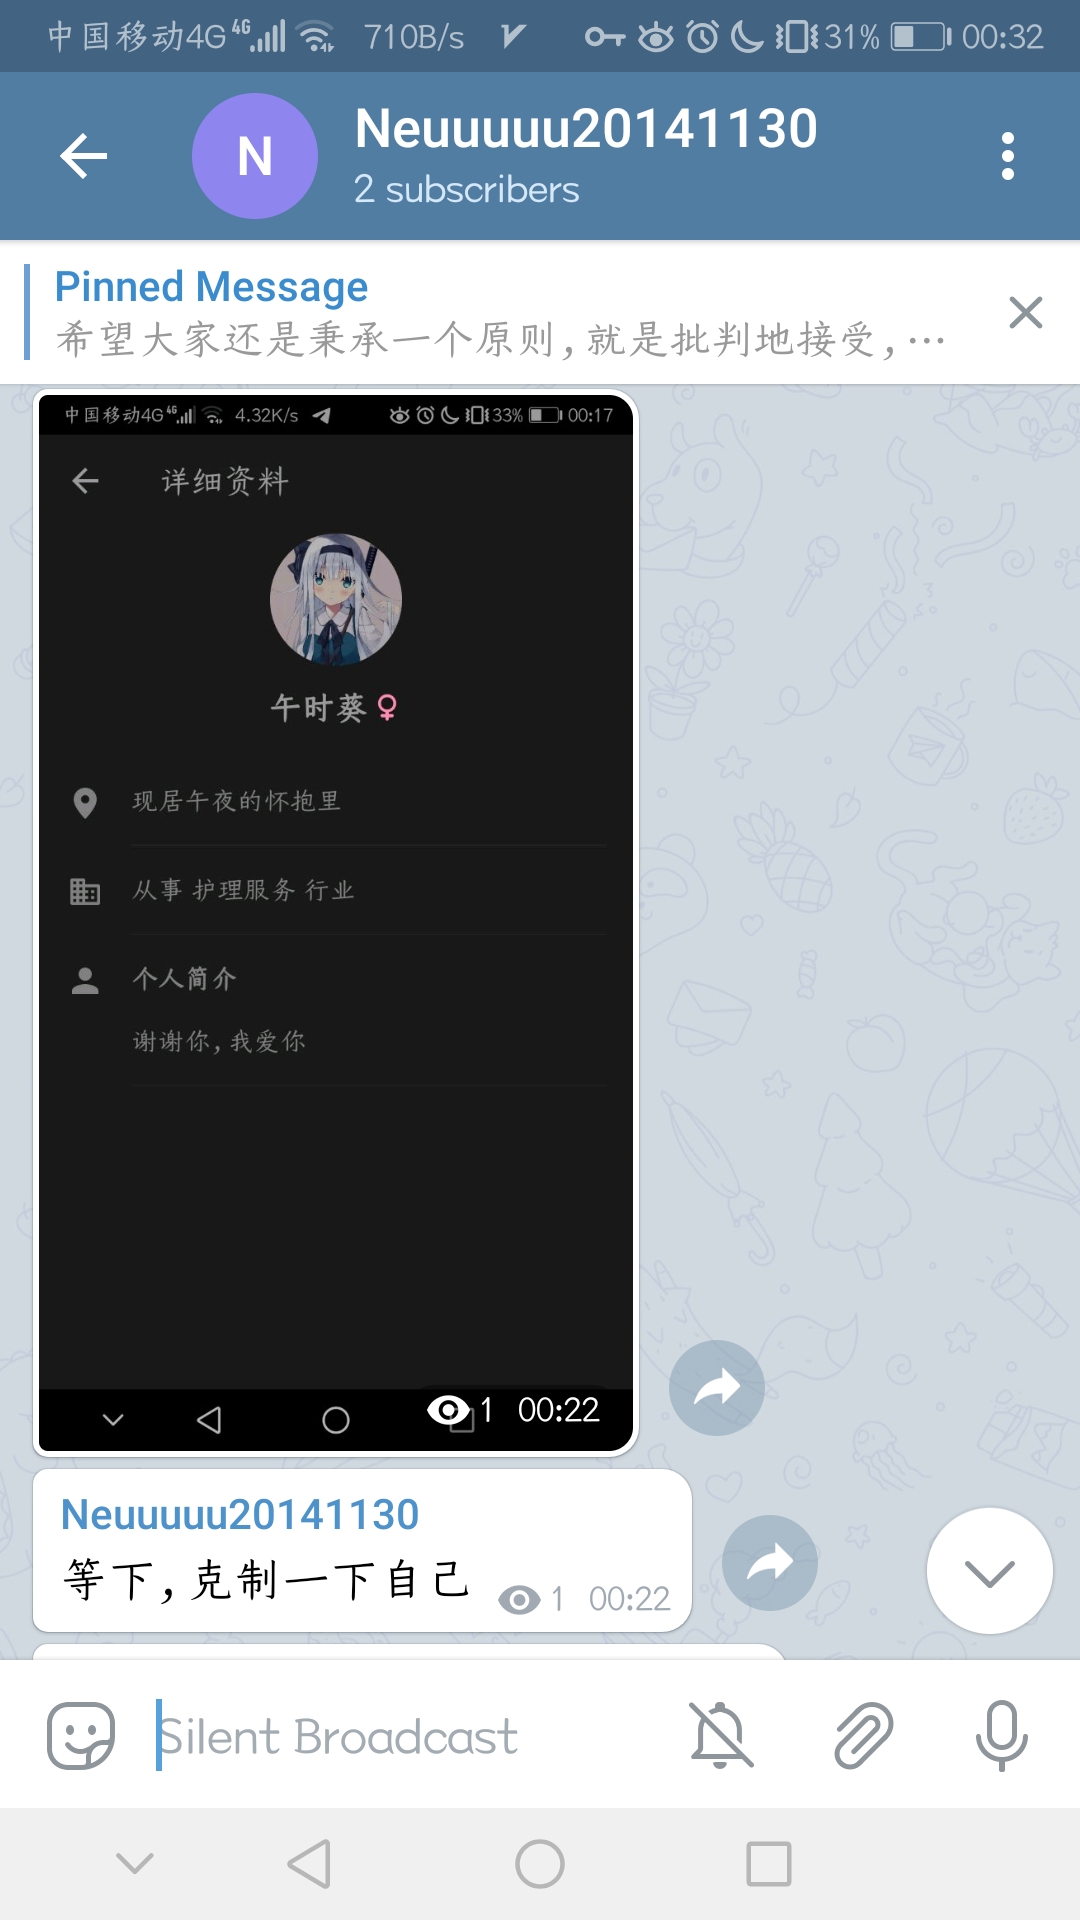 中国移动4G 4G 710B/s 31% 00:32
N
Neuuuuu20141130
2 subscribers
Pinned Message
希望大家还是秉承一个原则,就是批判地接受,…
中国移动4G 4G 4.32K/s 33% 00:17
详细资料
午时葵
现居午夜的怀抱里
从事 护理服务 行业
个人简介
谢谢你,我爱你
1 00:22
Neuuuuu20141130
等下,克制一下自己
1 00:22
Silent Broadcast